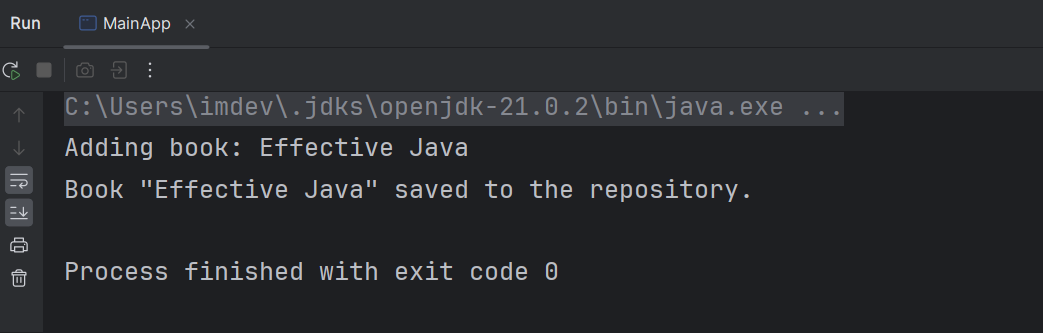 Run MainApp
C:\Users\imdev\.jdks\openjdk-21.0.2\bin\java.exe ...
Adding book: Effective Java
Book "Effective Java" saved to the repository.
Process finished with exit code 0